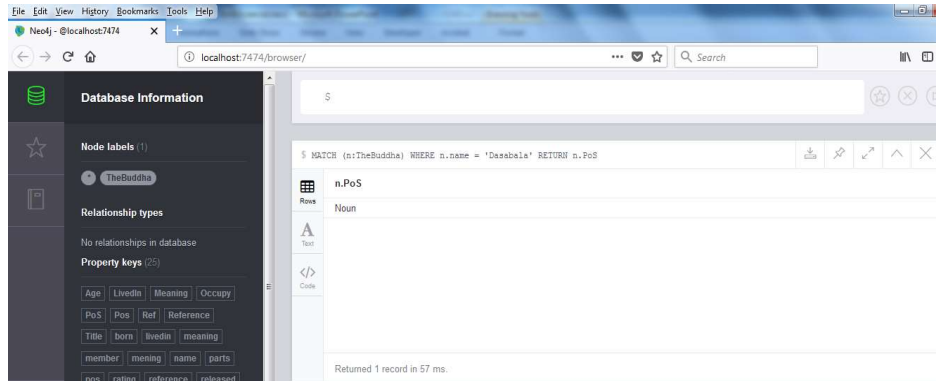 File Edit View History Bookmarks Tools Help
Neo4j - @localhost:7474 X +
localhost:7474/browser/ ... Search
Database Information
Node labels (1)
* TheBuddha
Relationship types
No relationships in database
Property keys (25)
Age LivedIn Meaning Occupy
PoS Pos Ref Reference
Title born livedin meaning
member mening name parts
pos rating reference released
$
$ MATCH (n:TheBuddha) WHERE n.name = 'Dasabala' RETURN n.PoS
Rows
Text
Code
n.PoS
Noun
Returned 1 record in 57 ms.